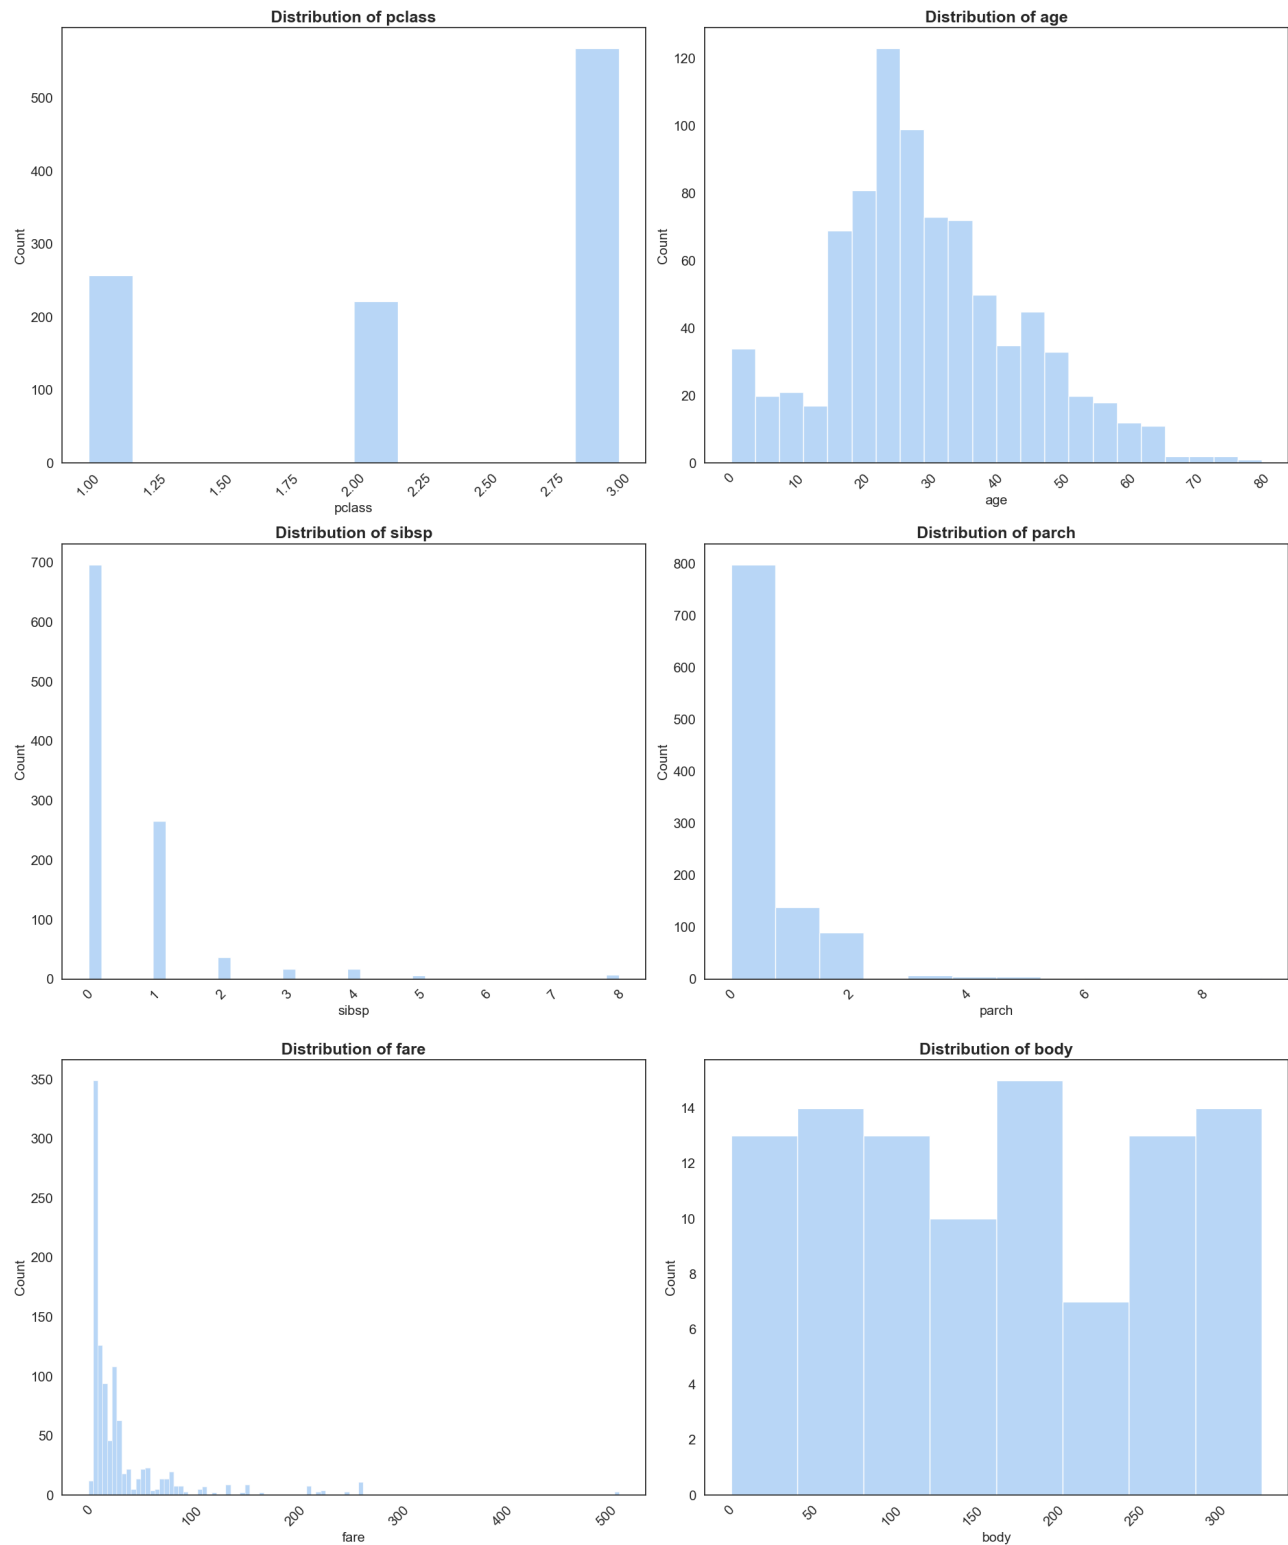 Distribution of pclass
Count
500
400
300
200
100
0
1.00 1.25 1.50 1.75 2.00 2.25 2.50 2.75 3.00
pclass
Distribution of age
Count
120
100
80
60
40
20
0
0 10 20 30 40 50 60 70 80
age
Distribution of sibsp
Count
700
600
500
400
300
200
100
0
0 1 2 3 4 5 6 7 8
sibsp
Distribution of parch
Count
800
700
600
500
400
300
200
100
0
0 2 4 6 8
parch
Distribution of fare
Count
350
300
250
200
150
100
50
0
0 100 200 300 400 500
fare
Distribution of body
Count
14
12
10
8
6
4
2
0
0 50 100 150 200 250 300
body